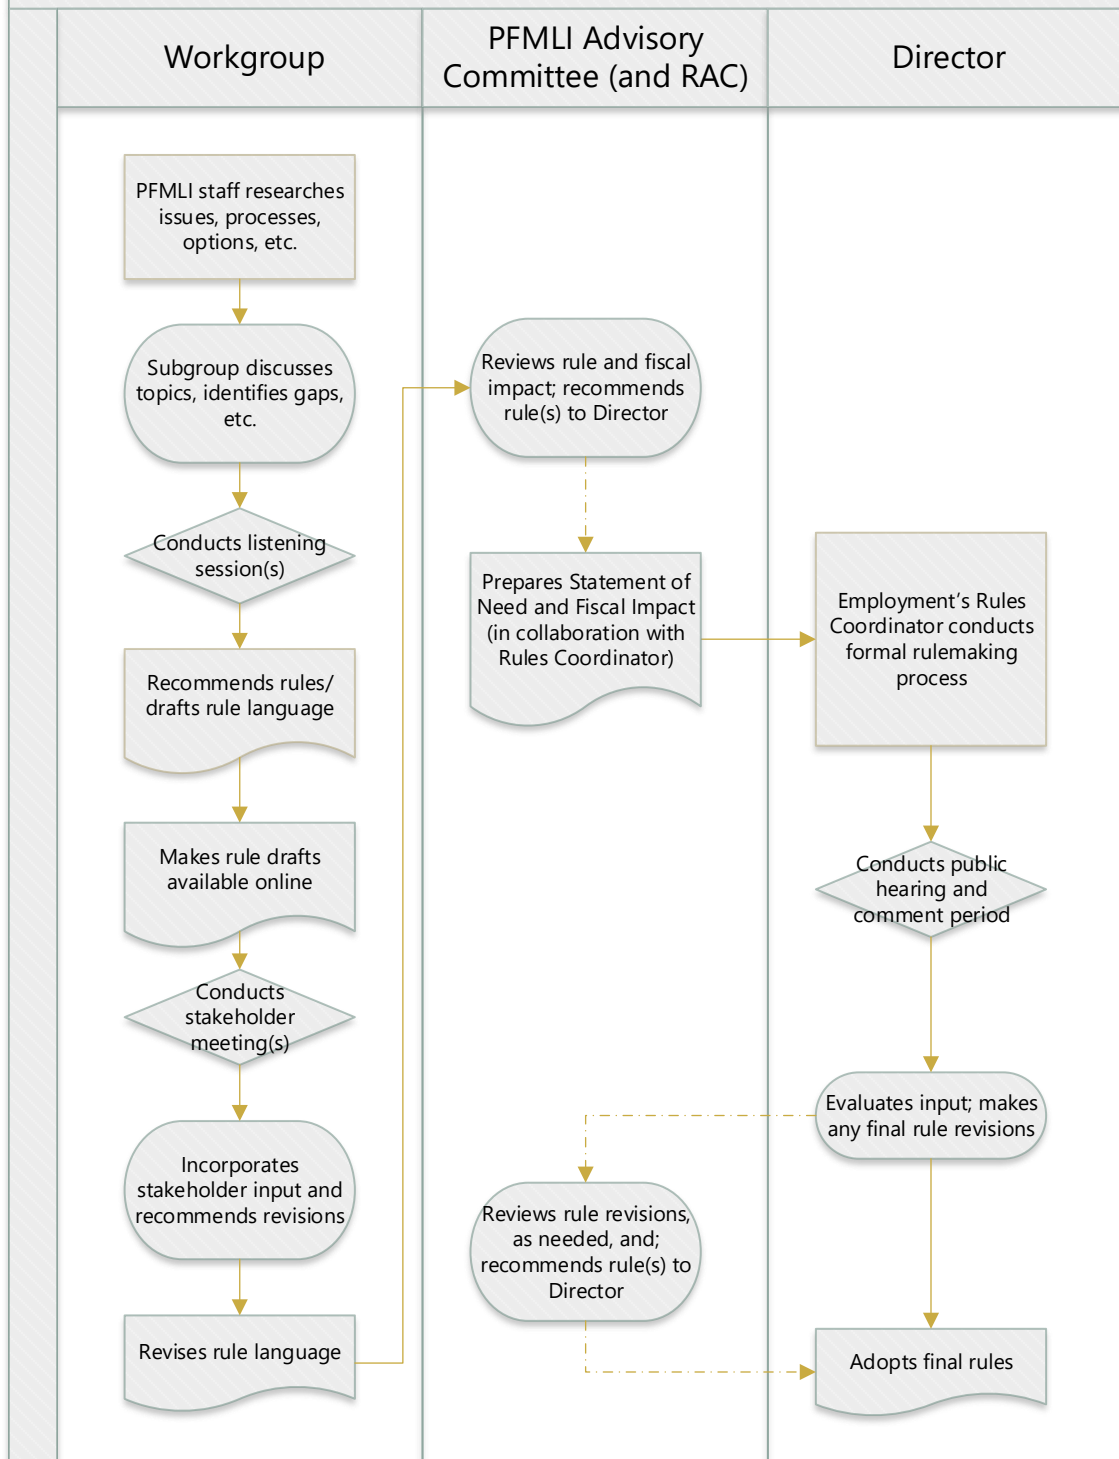 Workgroup
PFMLI Advisory
Committee (and RAC)
Director
PFMLI staff researches
issues, processes,
options, etc.
Subgroup discusses
topics, identifies gaps,
etc.
Conducts listening
session(s)
Recommends rules/
drafts rule language
Makes rule drafts
available online
Conducts
stakeholder
meeting(s)
Incorporates
stakeholder input and
recommends revisions
Revises rule language
Reviews rule and fiscal
impact; recommends
rule(s) to Director
Prepares Statement of
Need and Fiscal Impact
(in collaboration with
Rules Coordinator)
Employment’s Rules
Coordinator conducts
formal rulemaking
process
Conducts public
hearing and
comment period
Evaluates input; makes
any final rule revisions
Reviews rule revisions,
as needed, and;
recommends rule(s) to
Director
Adopts final rules